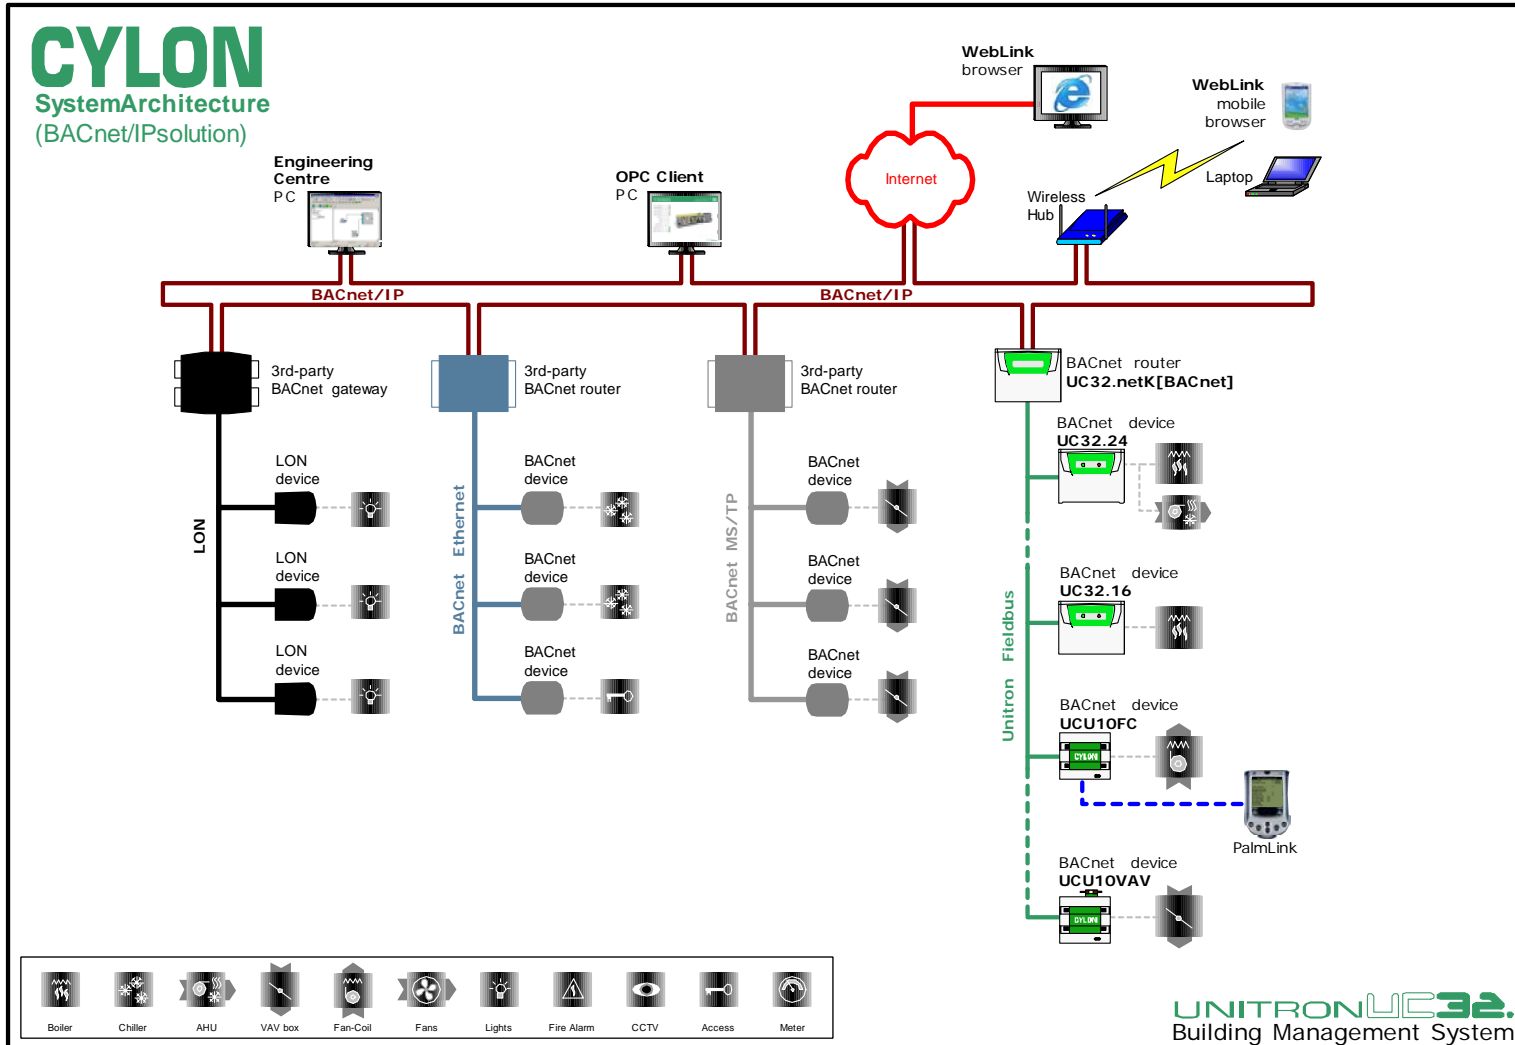 CYLON
SystemArchitecture
(BACnet/IPsolution)
WebLink
browser
WebLink
mobile
browser
Engineering
Centre
PC
OPC Client
PC
Internet
Laptop
Wireless
Hub
BACnet/IP
BACnet/IP
3rd-party
BACnet gateway
3rd-party
BACnet router
3rd-party
BACnet router
BACnet router
UC32.netK[BACnet]
LON
LON
device
LON
device
LON
device
BACnet Ethernet
BACnet
device
BACnet
device
BACnet
device
BACnet MS/TP
BACnet
device
BACnet
device
BACnet
device
Unitron Fieldbus
BACnet device
UC32.24
BACnet device
UC32.16
BACnet device
UCU10FC
CYLON
PalmLink
BACnet device
UCU10VAV
CYLON
Boiler
Chiller
AHU
VAV box
Fan-Coil
Fans
Lights
Fire Alarm
CCTV
Access
Meter
UNITRON UC32.
Building Management System